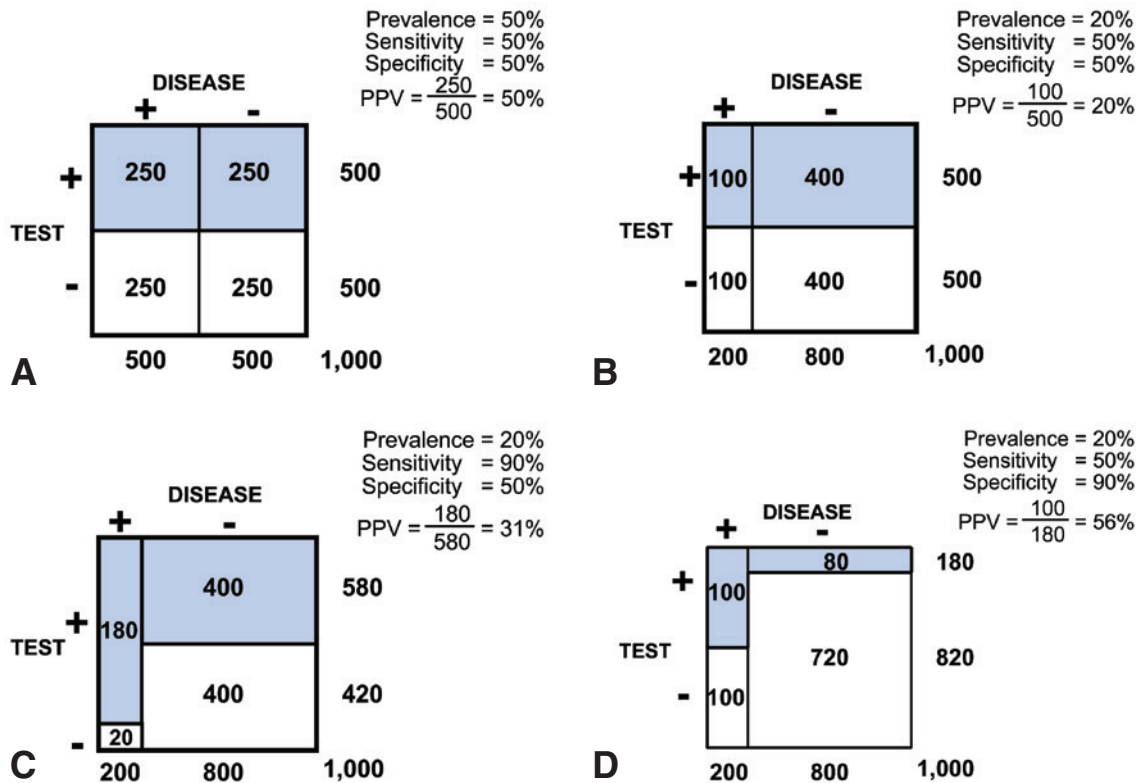 Prevalence = 50%
Sensitivity = 50%
Specificity = 50%
PPV = 250/500 = 50%
DISEASE
+ -
+ 250 250 500
TEST
- 250 250 500
500 500 1,000
A
Prevalence = 20%
Sensitivity = 50%
Specificity = 50%
PPV = 100/500 = 20%
DISEASE
+ -
+ 100 400 500
TEST
- 100 400 500
200 800 1,000
B
Prevalence = 20%
Sensitivity = 90%
Specificity = 50%
PPV = 180/580 = 31%
DISEASE
+ -
400 580
+ 180
TEST
400 420
- 20
200 800 1,000
C
Prevalence = 20%
Sensitivity = 50%
Specificity = 90%
PPV = 100/180 = 56%
DISEASE
+ -
80 180
+ 100
TEST 720 820
- 100
200 800 1,000
D